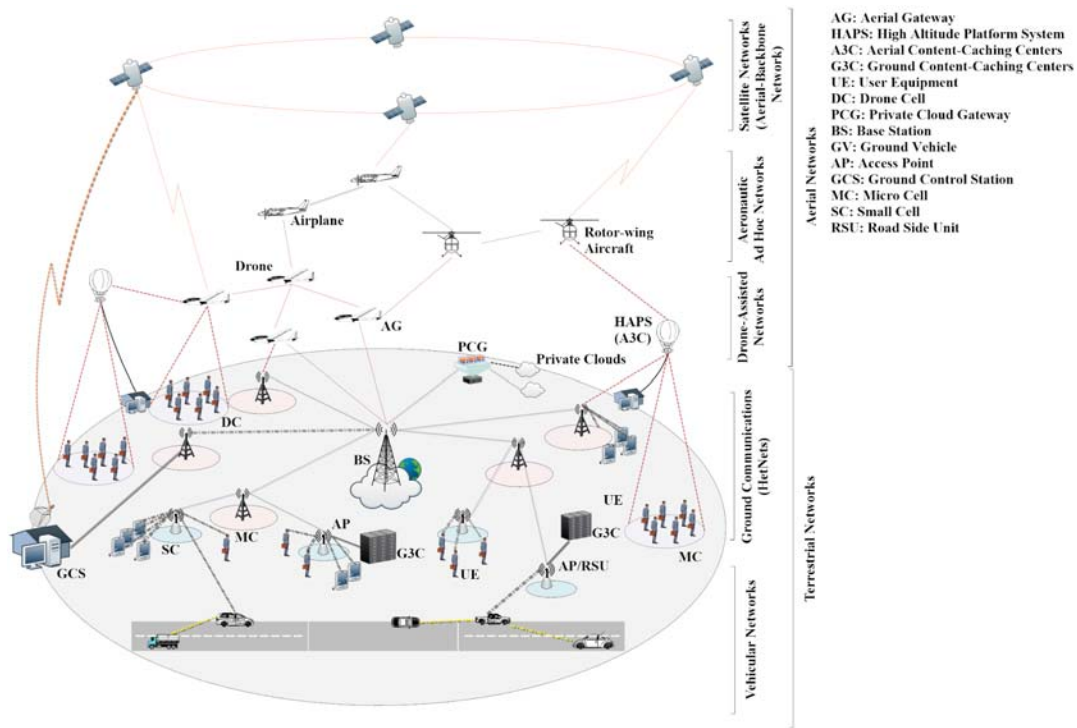 AG: Aerial Gateway
HAPS: High Altitude Platform System
A3C: Aerial Content-Caching Centers
G3C: Ground Content-Caching Centers
UE: User Equipment
DC: Drone Cell
PCG: Private Cloud Gateway
BS: Base Station
GV: Ground Vehicle
AP: Access Point
GCS: Ground Control Station
MC: Micro Cell
SC: Small Cell
RSU: Road Side Unit
Satellite Networks
(Aerial-Backbone
Network)
Aeronautic
Ad Hoc Networks
Drone-Assisted
Networks
Aerial Networks
Ground Communications
(HetNets)
Vehicular Networks
Terrestrial Networks
Airplane
Rotor-wing
Aircraft
Drone
AG
HAPS
(A3C)
PCG
Private Clouds
DC
BS
UE
MC
AP
G3C
G3C
SC
MC
UE
AP/RSU
GCS